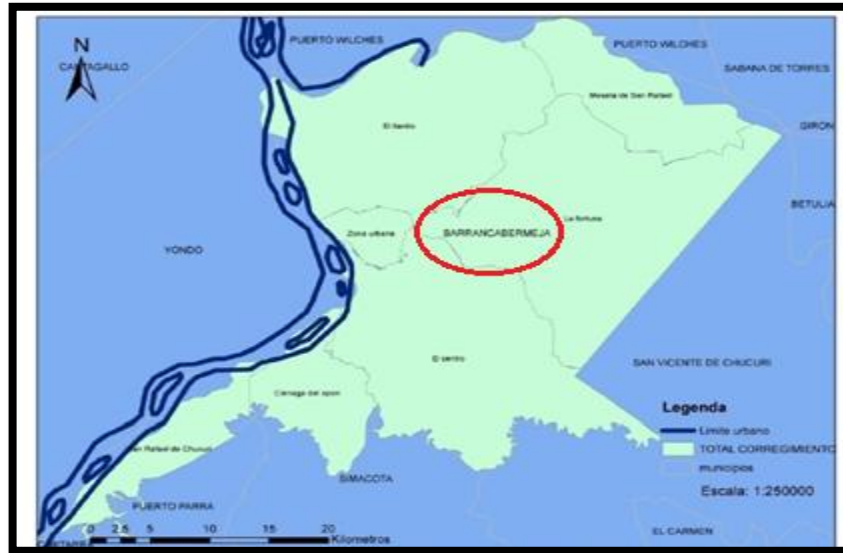 N
PUERTO WILCHES
PUERTO WILCHES
CANTAGALLO
SABANA DE TORRES
Mesena de San Rafael
El llanito
GIRON
BETULIA
La fortuna
Zona urbana
BARRANCABERMEJA
YONDO
El sentro
SAN VICENTE DE CHUCURI
Cienaga del opon
Legenda
Limite urbano
TOTAL CORREGIMIENTO
San Rafael de Chucuri
municipios
SIMACOTA
Escala: 1:250000
PUERTO PARRA
0 2.5 5 10 15 20
Kilometros
EL CARMEN